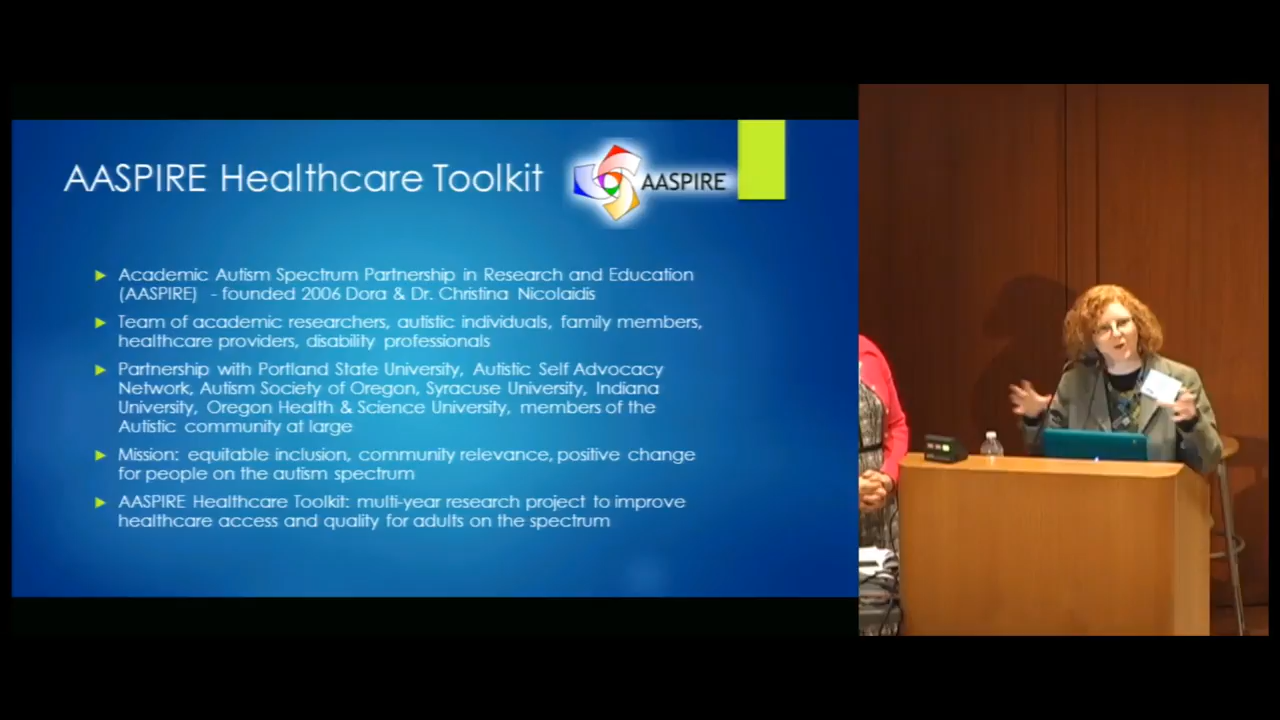 AASPIRE Healthcare Toolkit
AASPIRE
Academic Autism Spectrum Partnership in Research and Education
(AASPIRE) - founded 2006 Dora & Dr. Christina Nicolaidis
Team of academic researchers, autistic individuals, family members,
healthcare providers, disability professionals
Partnership with Portland State University, Autistic Self Advocacy
Network, Autism Society of Oregon, Syracuse University, Indiana
University, Oregon Health & Science University, members of the
Autistic community at large
Mission: equitable inclusion, community relevance, positive change
for people on the autism spectrum
AASPIRE Healthcare Toolkit: multi-year research project to improve
healthcare access and quality for adults on the spectrum